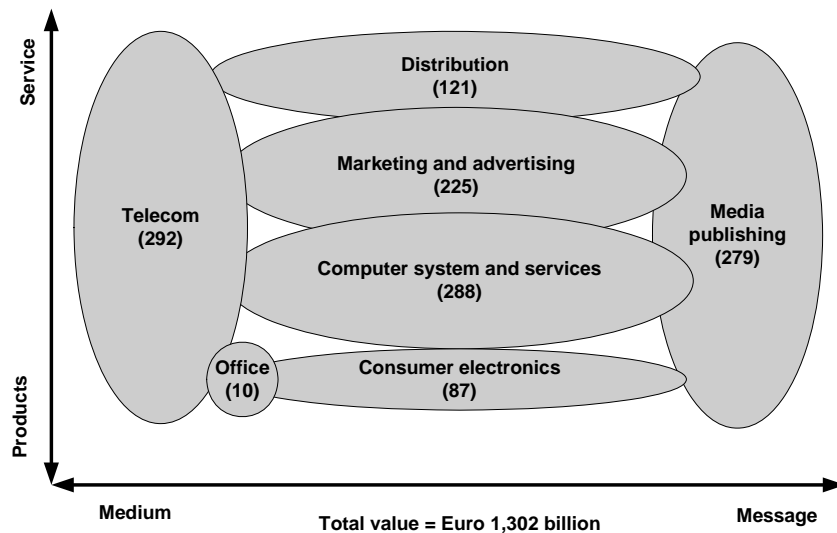 Service
Distribution
(121)
Marketing and advertising
(225)
Telecom
(292)
Media
publishing
(279)
Computer system and services
(288)
Office
(10)
Consumer electronics
(87)
Products
Medium
Message
Total value = Euro 1,302 billion